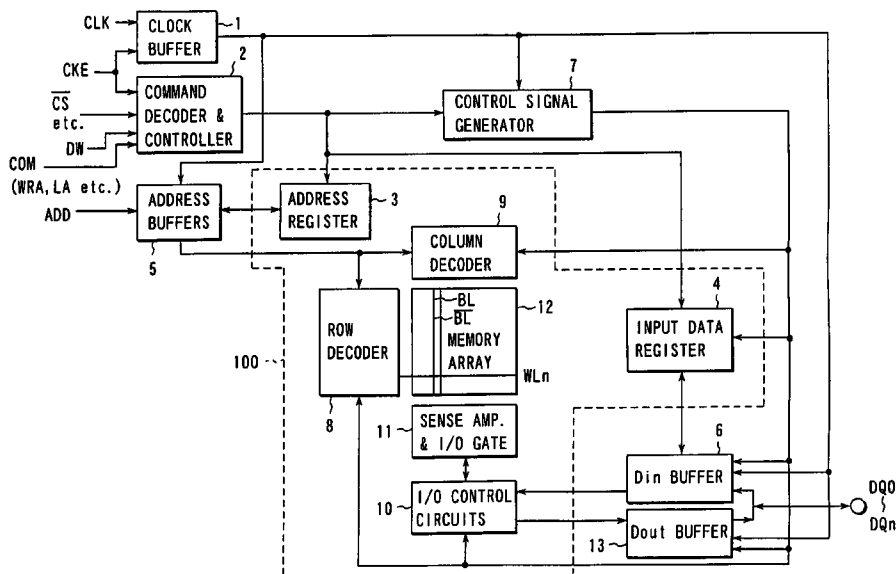 CLK
CLOCK
BUFFER
1
CKE
2
COMMAND
DECODER &
CONTROLLER
CS
etc.
DW
COM
(WRA, LA etc.)
7
CONTROL SIGNAL
GENERATOR
ADD
ADDRESS
BUFFERS
5
ADDRESS
REGISTER
3
9
COLUMN
DECODER
4
INPUT DATA
REGISTER
ROW
DECODER
8
BL
BL
MEMORY
ARRAY
12
WLn
100
11
SENSE AMP.
& I/O GATE
10
I/O CONTROL
CIRCUITS
6
Din BUFFER
Dout BUFFER
13
DQ0
~
DQn